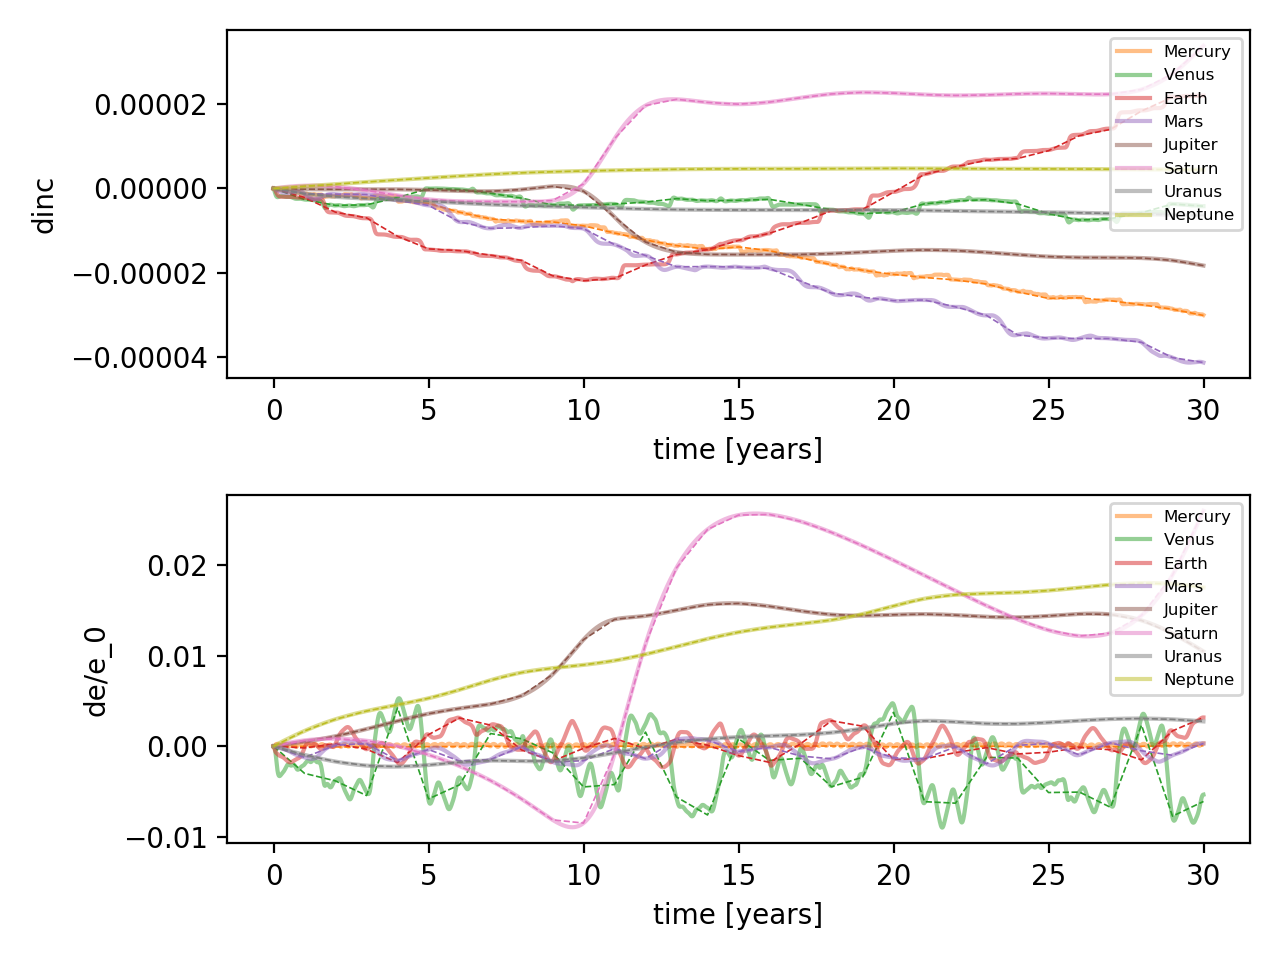 dinc
0.00002
0.00000
−0.00002
−0.00004
0 5 10 15 20 25 30
time [years]
Mercury
Venus
Earth
Mars
Jupiter
Saturn
Uranus
Neptune
de/e_0
0.02
0.01
0.00
−0.01
0 5 10 15 20 25 30
time [years]
Mercury
Venus
Earth
Mars
Jupiter
Saturn
Uranus
Neptune